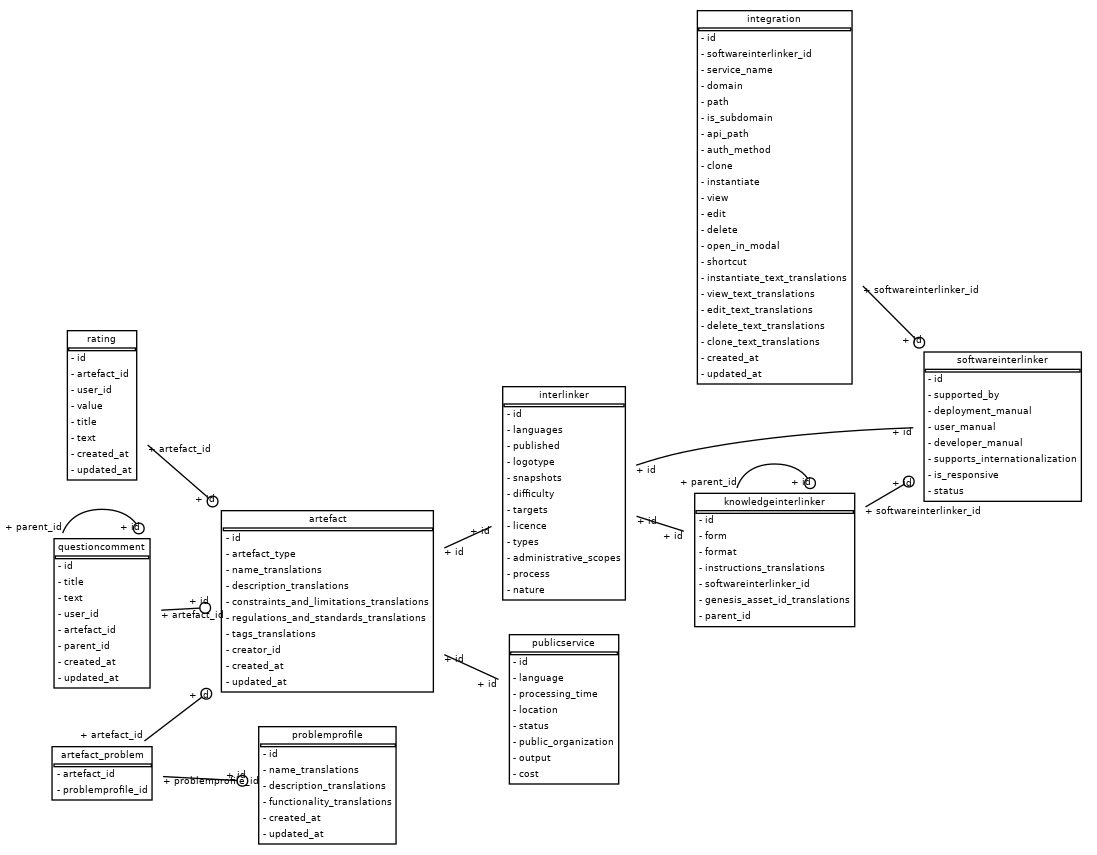 integration
- id
- softwareinterlinker_id
- service_name
- domain
- path
- is_subdomain
- api_path
- auth_method
- clone
- instantiate
- view
- edit
- delete
- open_in_modal
- shortcut
- instantiate_text_translations
- view_text_translations
- edit_text_translations
- delete_text_translations
- clone_text_translations
- created_at
- updated_at
+ softwareinterlinker_id
+ id
softwareinterlinker
- id
- supported_by
- deployment_manual
- user_manual
- developer_manual
- supports_internationalization
- is_responsive
- status
rating
- id
- artefact_id
- user_id
- value
- title
- text
- created_at
- updated_at
+ artefact_id
+ id
interlinker
- id
- languages
- published
- logotype
- snapshots
- difficulty
- targets
- licence
- types
- administrative_scopes
- process
- nature
+ id
+ id
+ parent_id
+ id
+ id
+ softwareinterlinker_id
+ id
+ id
knowledgeinterlinker
- id
- form
- format
- instructions_translations
- softwareinterlinker_id
- genesis_asset_id_translations
- parent_id
+ parent_id
+ id
questioncomment
- id
- title
- text
- user_id
- artefact_id
- parent_id
- created_at
- updated_at
+ id
+ artefact_id
artefact
- id
- artefact_type
- name_translations
- description_translations
- constraints_and_limitations_translations
- regulations_and_standards_translations
- tags_translations
- creator_id
- created_at
- updated_at
+ id
+ id
+ id
+ id
publicservice
- id
- language
- processing_time
- location
- status
- public_organization
- output
- cost
+ id
+ artefact_id
artefact_problem
- artefact_id
- problemprofile_id
+ id
+ problemprofile_id
problemprofile
- id
- name_translations
- description_translations
- functionality_translations
- created_at
- updated_at